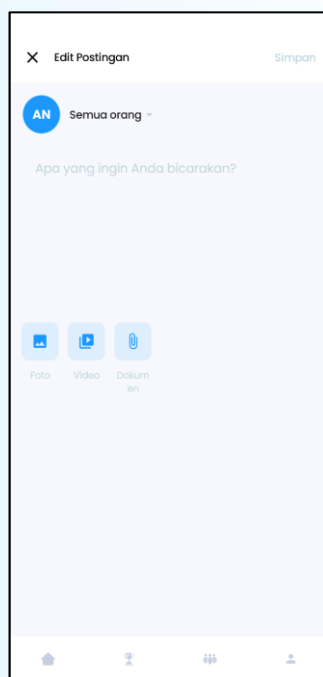 Edit Postingan
Simpan
AN
Semua orang
Apa yang ingin Anda bicarakan?
Foto
Video
Dokum
en